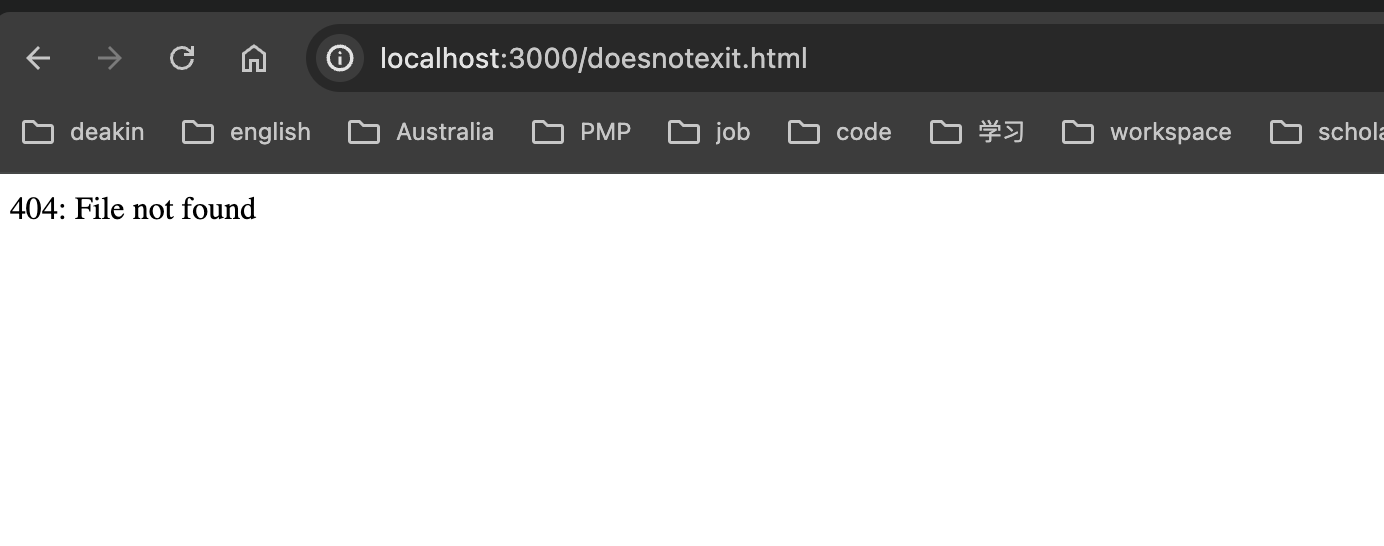 localhost:3000/doesnotexit.html
deakin english Australia PMP job code 学习 workspace
404: File not found